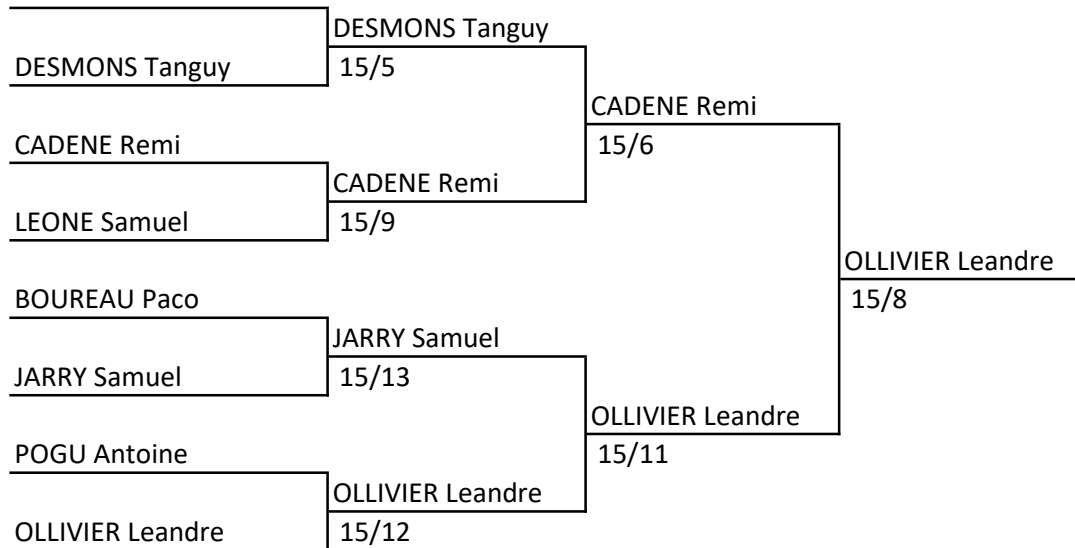 DESMONS Tanguy
DESMONS Tanguy
15/5
CADENE Remi
CADENE Remi
15/6
CADENE Remi
LEONE Samuel
15/9
OLLIVIER Leandre
BOUREAU Paco
15/8
JARRY Samuel
JARRY Samuel
15/13
OLLIVIER Leandre
POGU Antoine
15/11
OLLIVIER Leandre
OLLIVIER Leandre
15/12